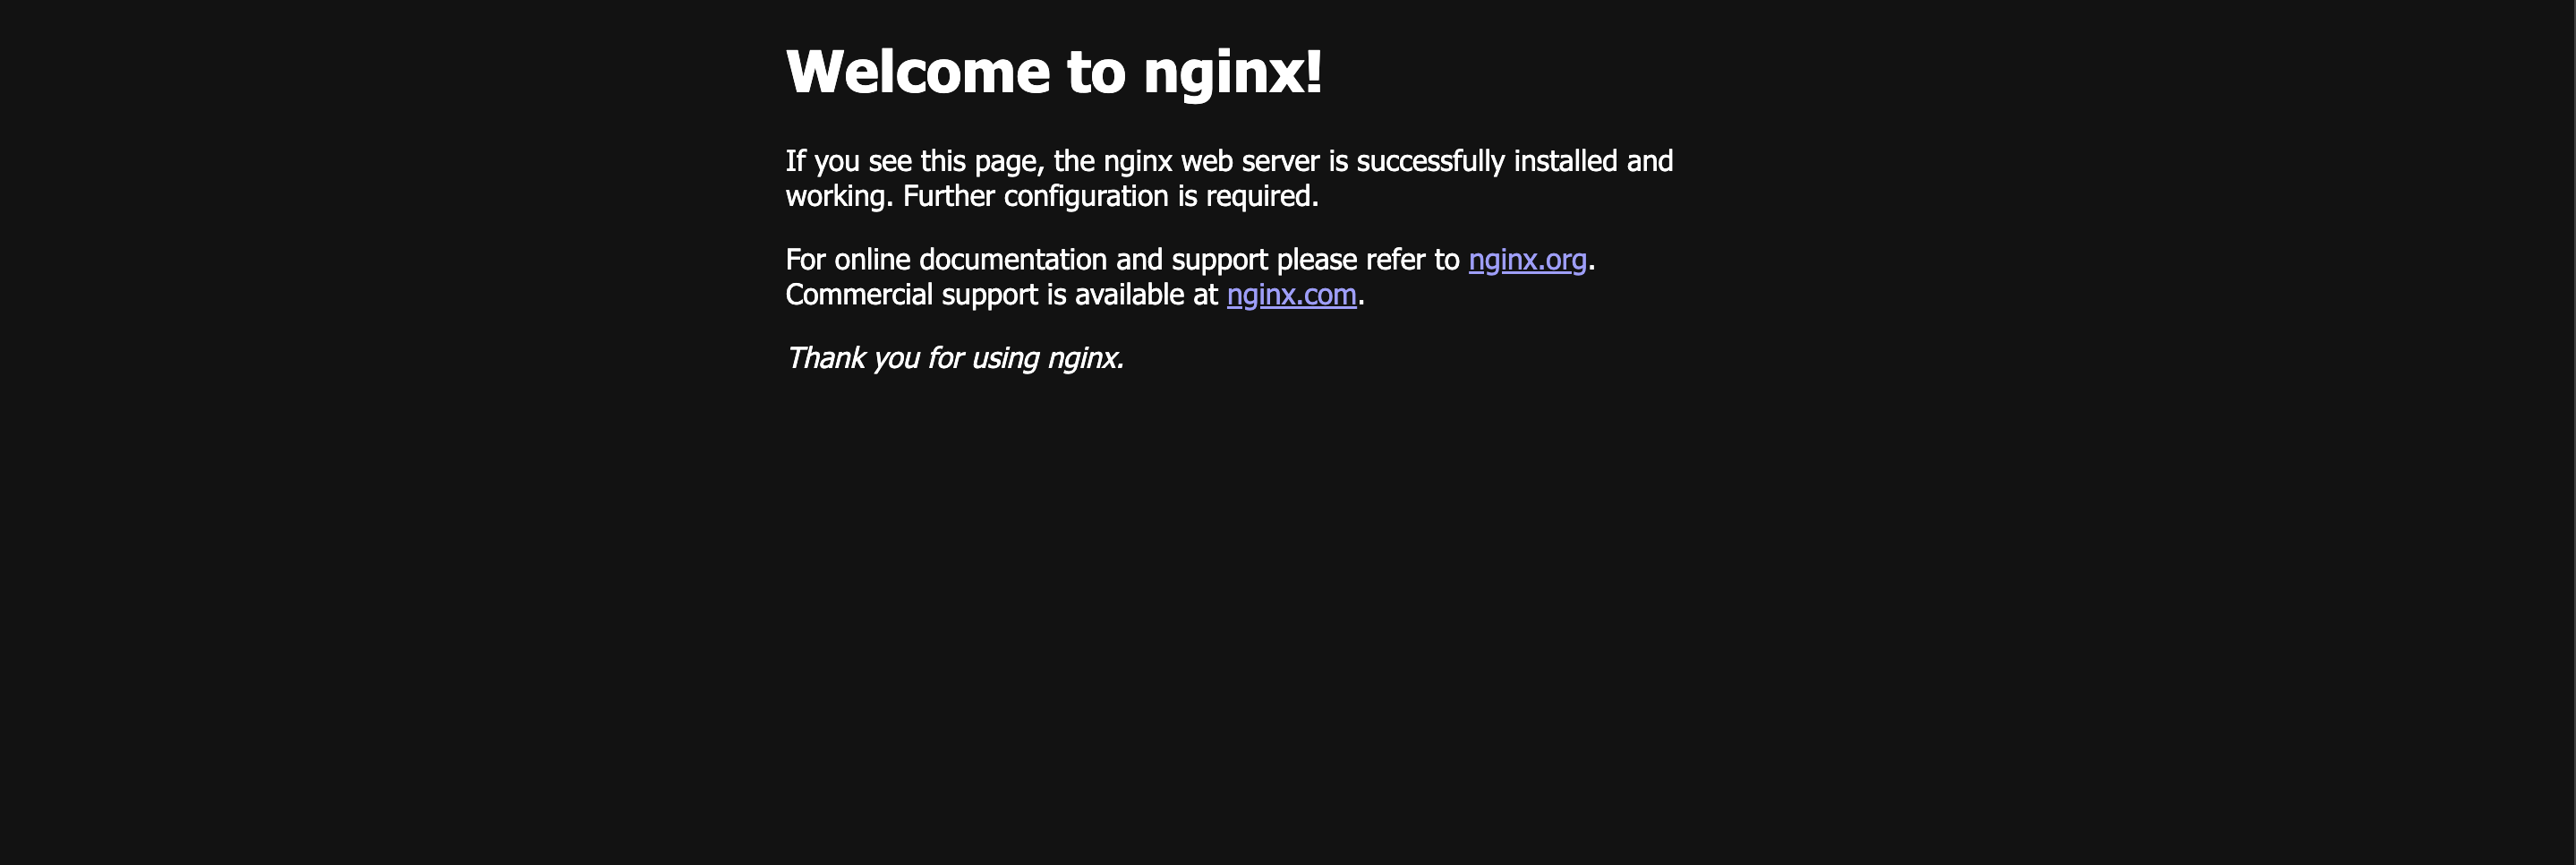 Welcome to nginx!
If you see this page, the nginx web server is successfully installed and
working. Further configuration is required.
For online documentation and support please refer to nginx.org.
Commercial support is available at nginx.com.
Thank you for using nginx.